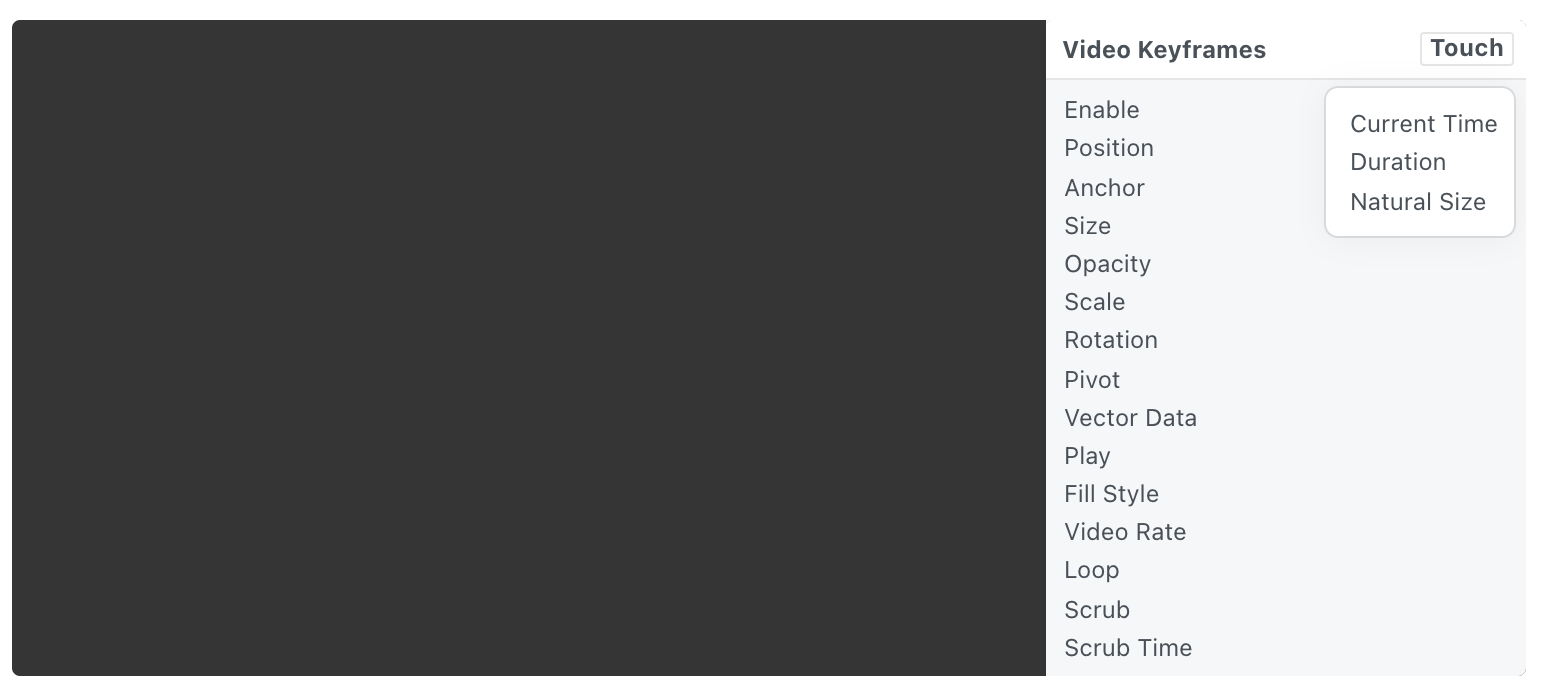 Video Keyframes
Touch
Enable
Position
Anchor
Size
Opacity
Scale
Rotation
Pivot
Vector Data
Play
Fill Style
Video Rate
Loop
Scrub
Scrub Time
Current Time
Duration
Natural Size